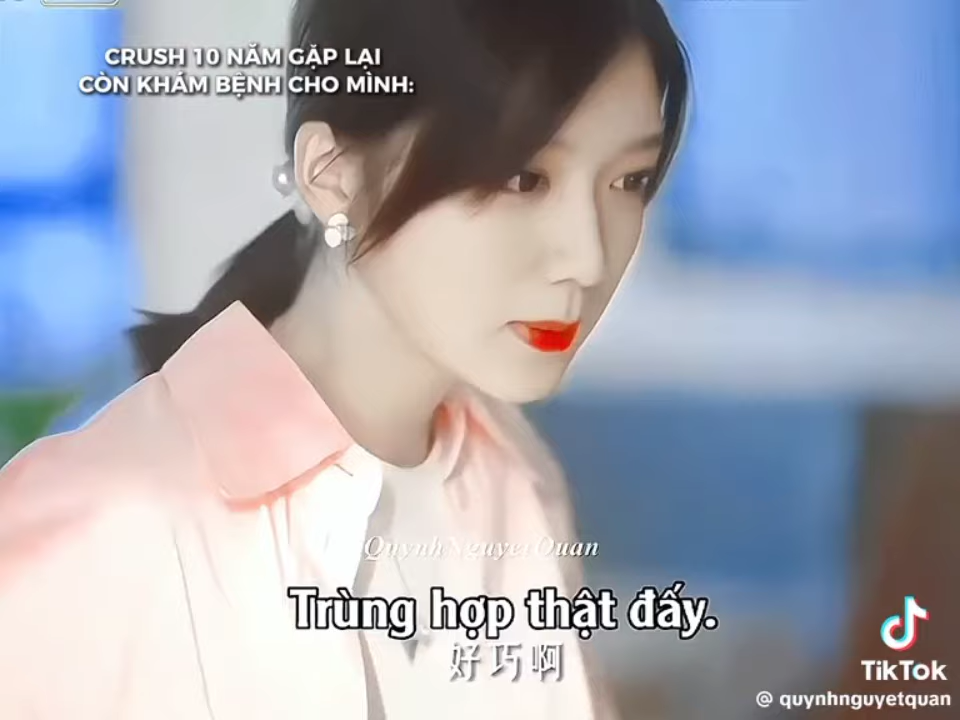 CRUSH 10 NĂM GẶP LẠI
CÒN KHÁM BỆNH CHO MÌNH:
QuynhNguyetQuan
Trùng hợp thật đấy.
好巧啊
TikTok
@ quynhnguyetquan